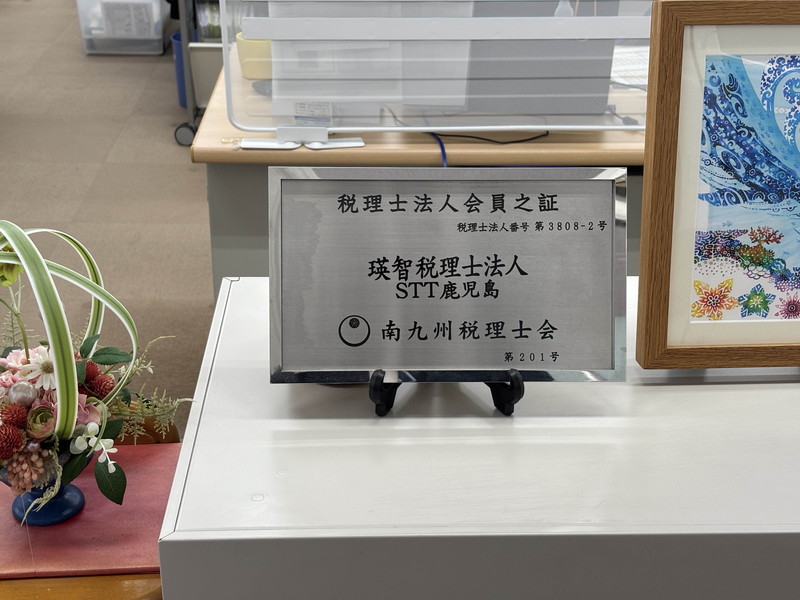 税理士法人会員之証
税理士法人番号 第3808-2号
瑛智税理士法人
STT鹿児島
南九州税理士会
第201号